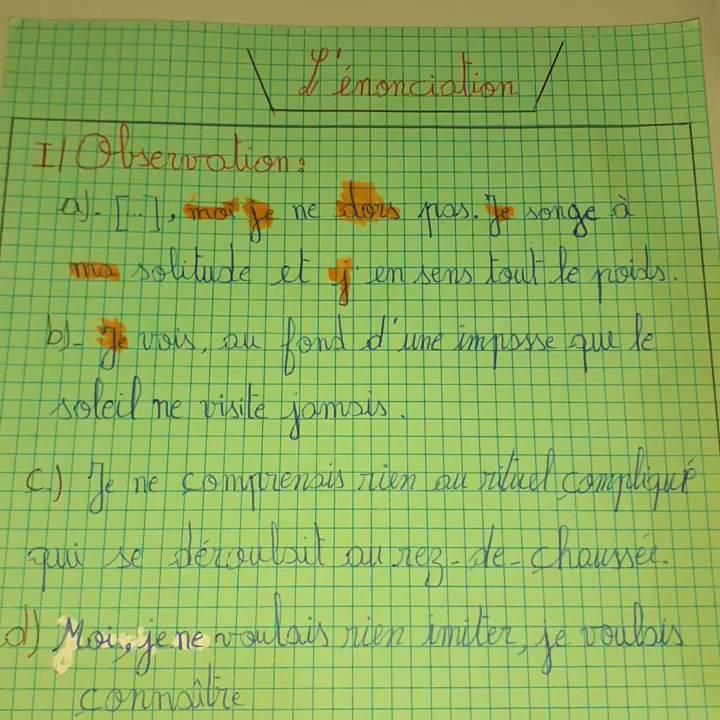 L'énonciation
I/ Observation:
a)- [...], moi je ne dors pas. Je songe à
ma solitude et j'en sens tout le poids.
b)- Je vois, au fond d'une impasse que le
soleil ne visite jamais.
c.) Je ne comprenais rien au rituel compliqué
qui se déroulait au rez-de-chaussée.
d) Moi, je ne voulais rien imiter, je voulais
connaître